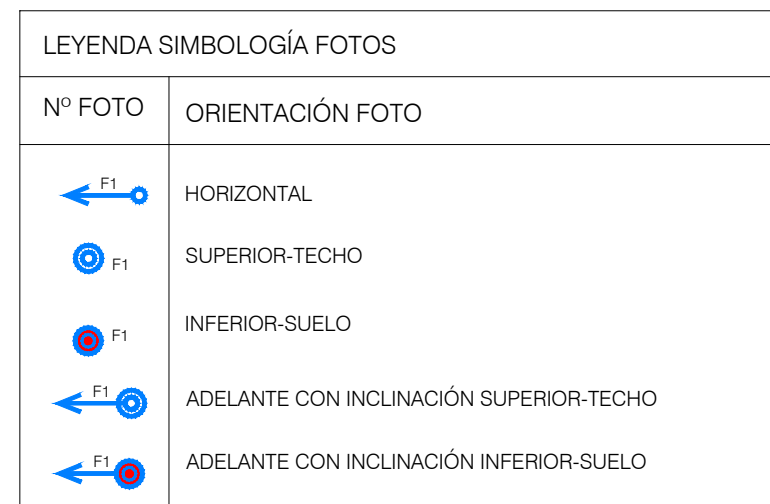 LEYENDA SIMBOLOGÍA FOTOS
Nº FOTO ORIENTACIÓN FOTO
F1 HORIZONTAL
F1 SUPERIOR-TECHO
F1 INFERIOR-SUELO
F1 ADELANTE CON INCLINACIÓN SUPERIOR-TECHO
F1 ADELANTE CON INCLINACIÓN INFERIOR-SUELO